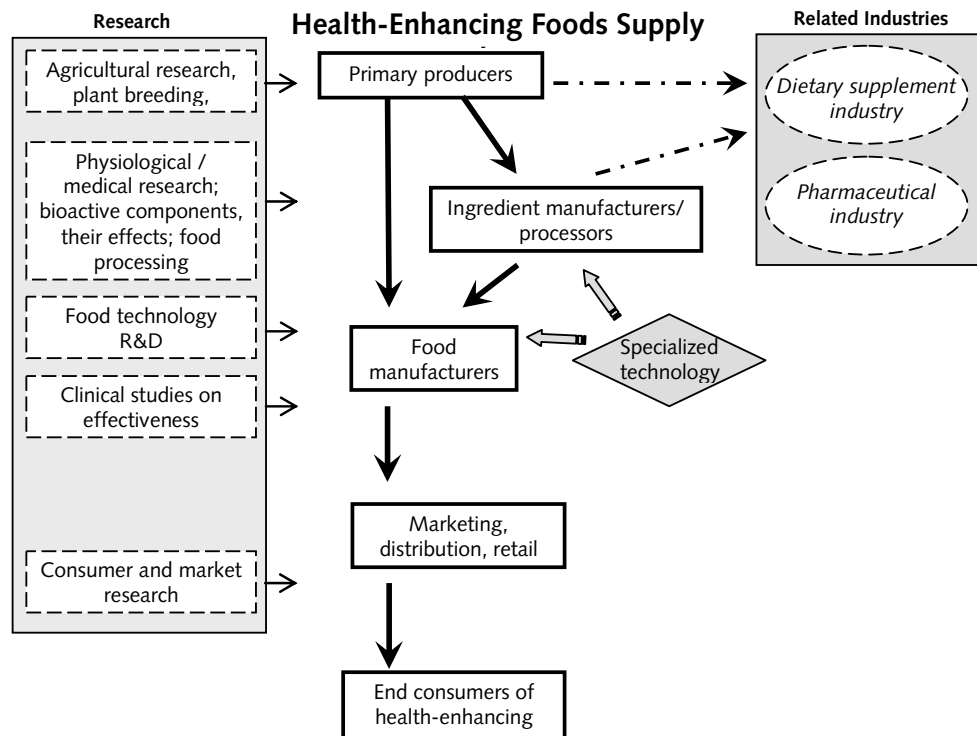 Research
Health-Enhancing Foods Supply
Related Industries
Agricultural research,
plant breeding,
Primary producers
Dietary supplement
industry
Physiological /
medical research;
bioactive components,
their effects; food
processing
Ingredient manufacturers/
processors
Pharmaceutical
industry
Food technology
R&D
Food
manufacturers
Specialized
technology
Clinical studies on
effectiveness
Marketing,
distribution, retail
Consumer and market
research
End consumers of
health-enhancing